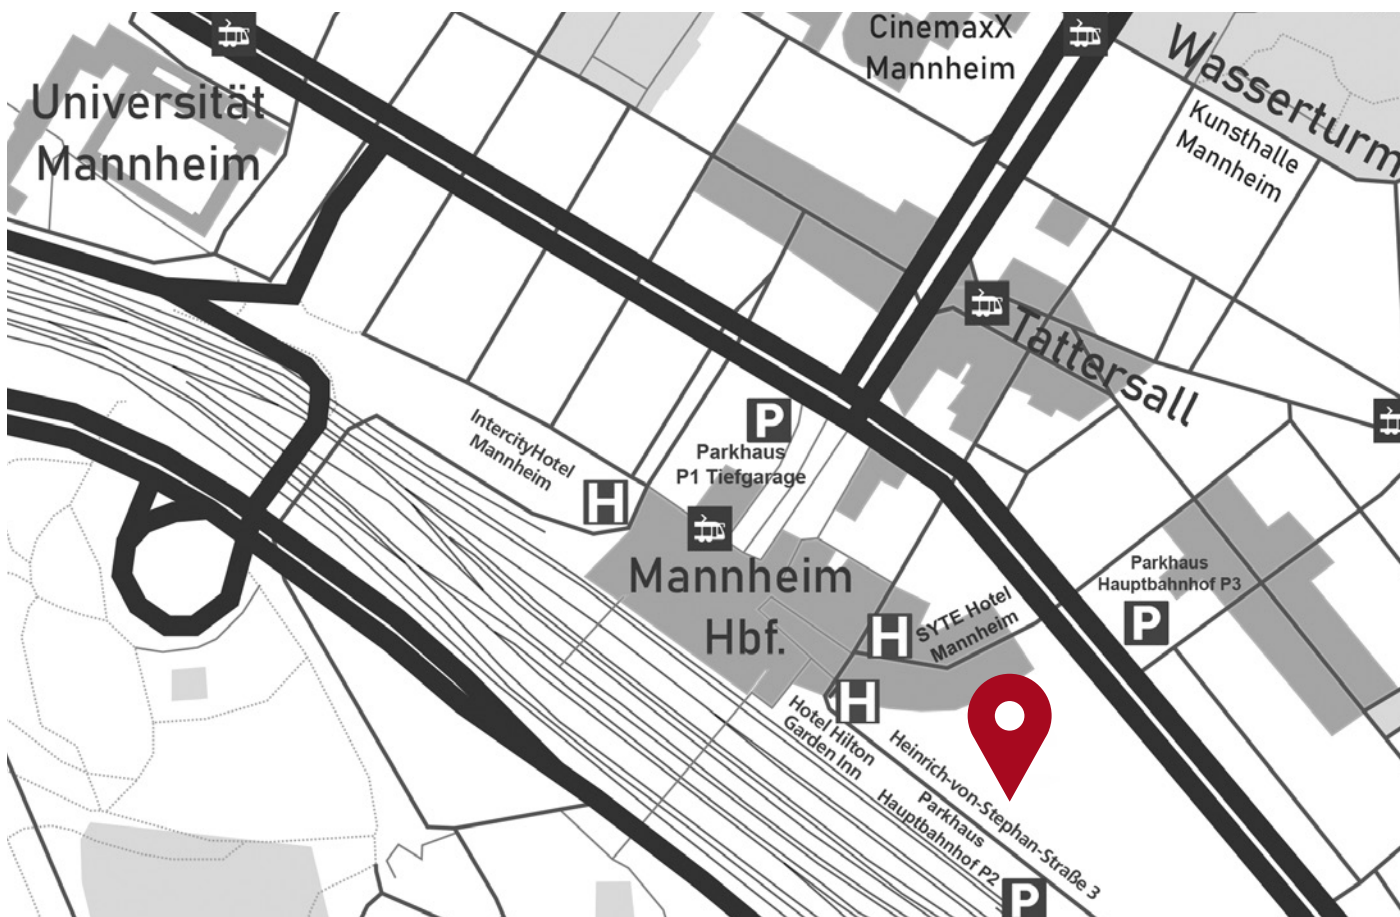 CinemaxX
Mannheim
Wasserturm
Universität
Mannheim
Kunsthalle
Mannheim
Tattersall
IntercityHotel
Mannheim
H
P
Parkhaus
P1 Tiefgarage
Mannheim
Hbf.
Parkhaus
Hauptbahnhof P3
P
H
SYTE Hotel
Mannheim
H
Hotel Hilton
Garden Inn
Heinrich-von-Stephan-Straße 3
Parkhaus
Hauptbahnhof P2
P